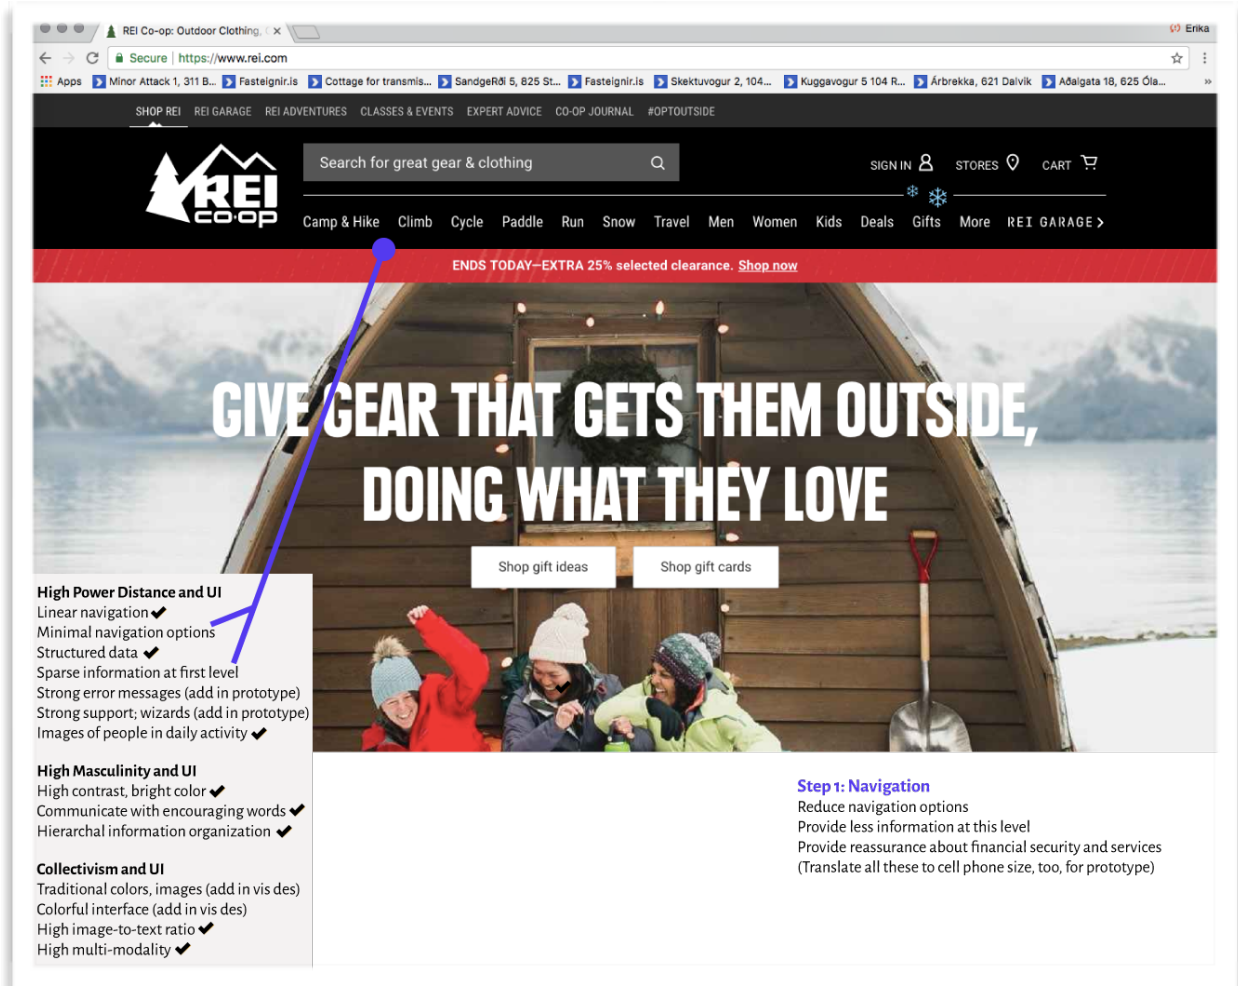 REI Co-op: Outdoor Clothing,
Erika
Secure | https://www.rei.com
Apps Minor Attack 1, 311 B... Fasteignir.is Cottage for transmis... SandgeRði 5, 825 St... Fasteignir.is Skektuvogur 2, 104... Kuggavogur 5 104 R... Árbrekka, 621 Dalvik Aðalgata 18, 625 Óla... »
SHOP REI REI GARAGE REI ADVENTURES CLASSES & EVENTS EXPERT ADVICE CO-OP JOURNAL #OPTOUTSIDE
REI
CO·OP
Search for great gear & clothing
SIGN IN STORES CART
Camp & Hike Climb Cycle Paddle Run Snow Travel Men Women Kids Deals Gifts More REI GARAGE
ENDS TODAY—EXTRA 25% selected clearance. Shop now
GIVE GEAR THAT GETS THEM OUTSIDE,
DOING WHAT THEY LOVE
Shop gift ideas Shop gift cards
High Power Distance and UI
Linear navigation ✔
Minimal navigation options
Structured data ✔
Sparse information at first level
Strong error messages (add in prototype)
Strong support; wizards (add in prototype)
Images of people in daily activity ✔
High Masculinity and UI
High contrast, bright color ✔
Communicate with encouraging words ✔
Hierarchal information organization ✔
Collectivism and UI
Traditional colors, images (add in vis des)
Colorful interface (add in vis des)
High image-to-text ratio ✔
High multi-modality ✔
Step 1: Navigation
Reduce navigation options
Provide less information at this level
Provide reassurance about financial security and services
(Translate all these to cell phone size, too, for prototype)